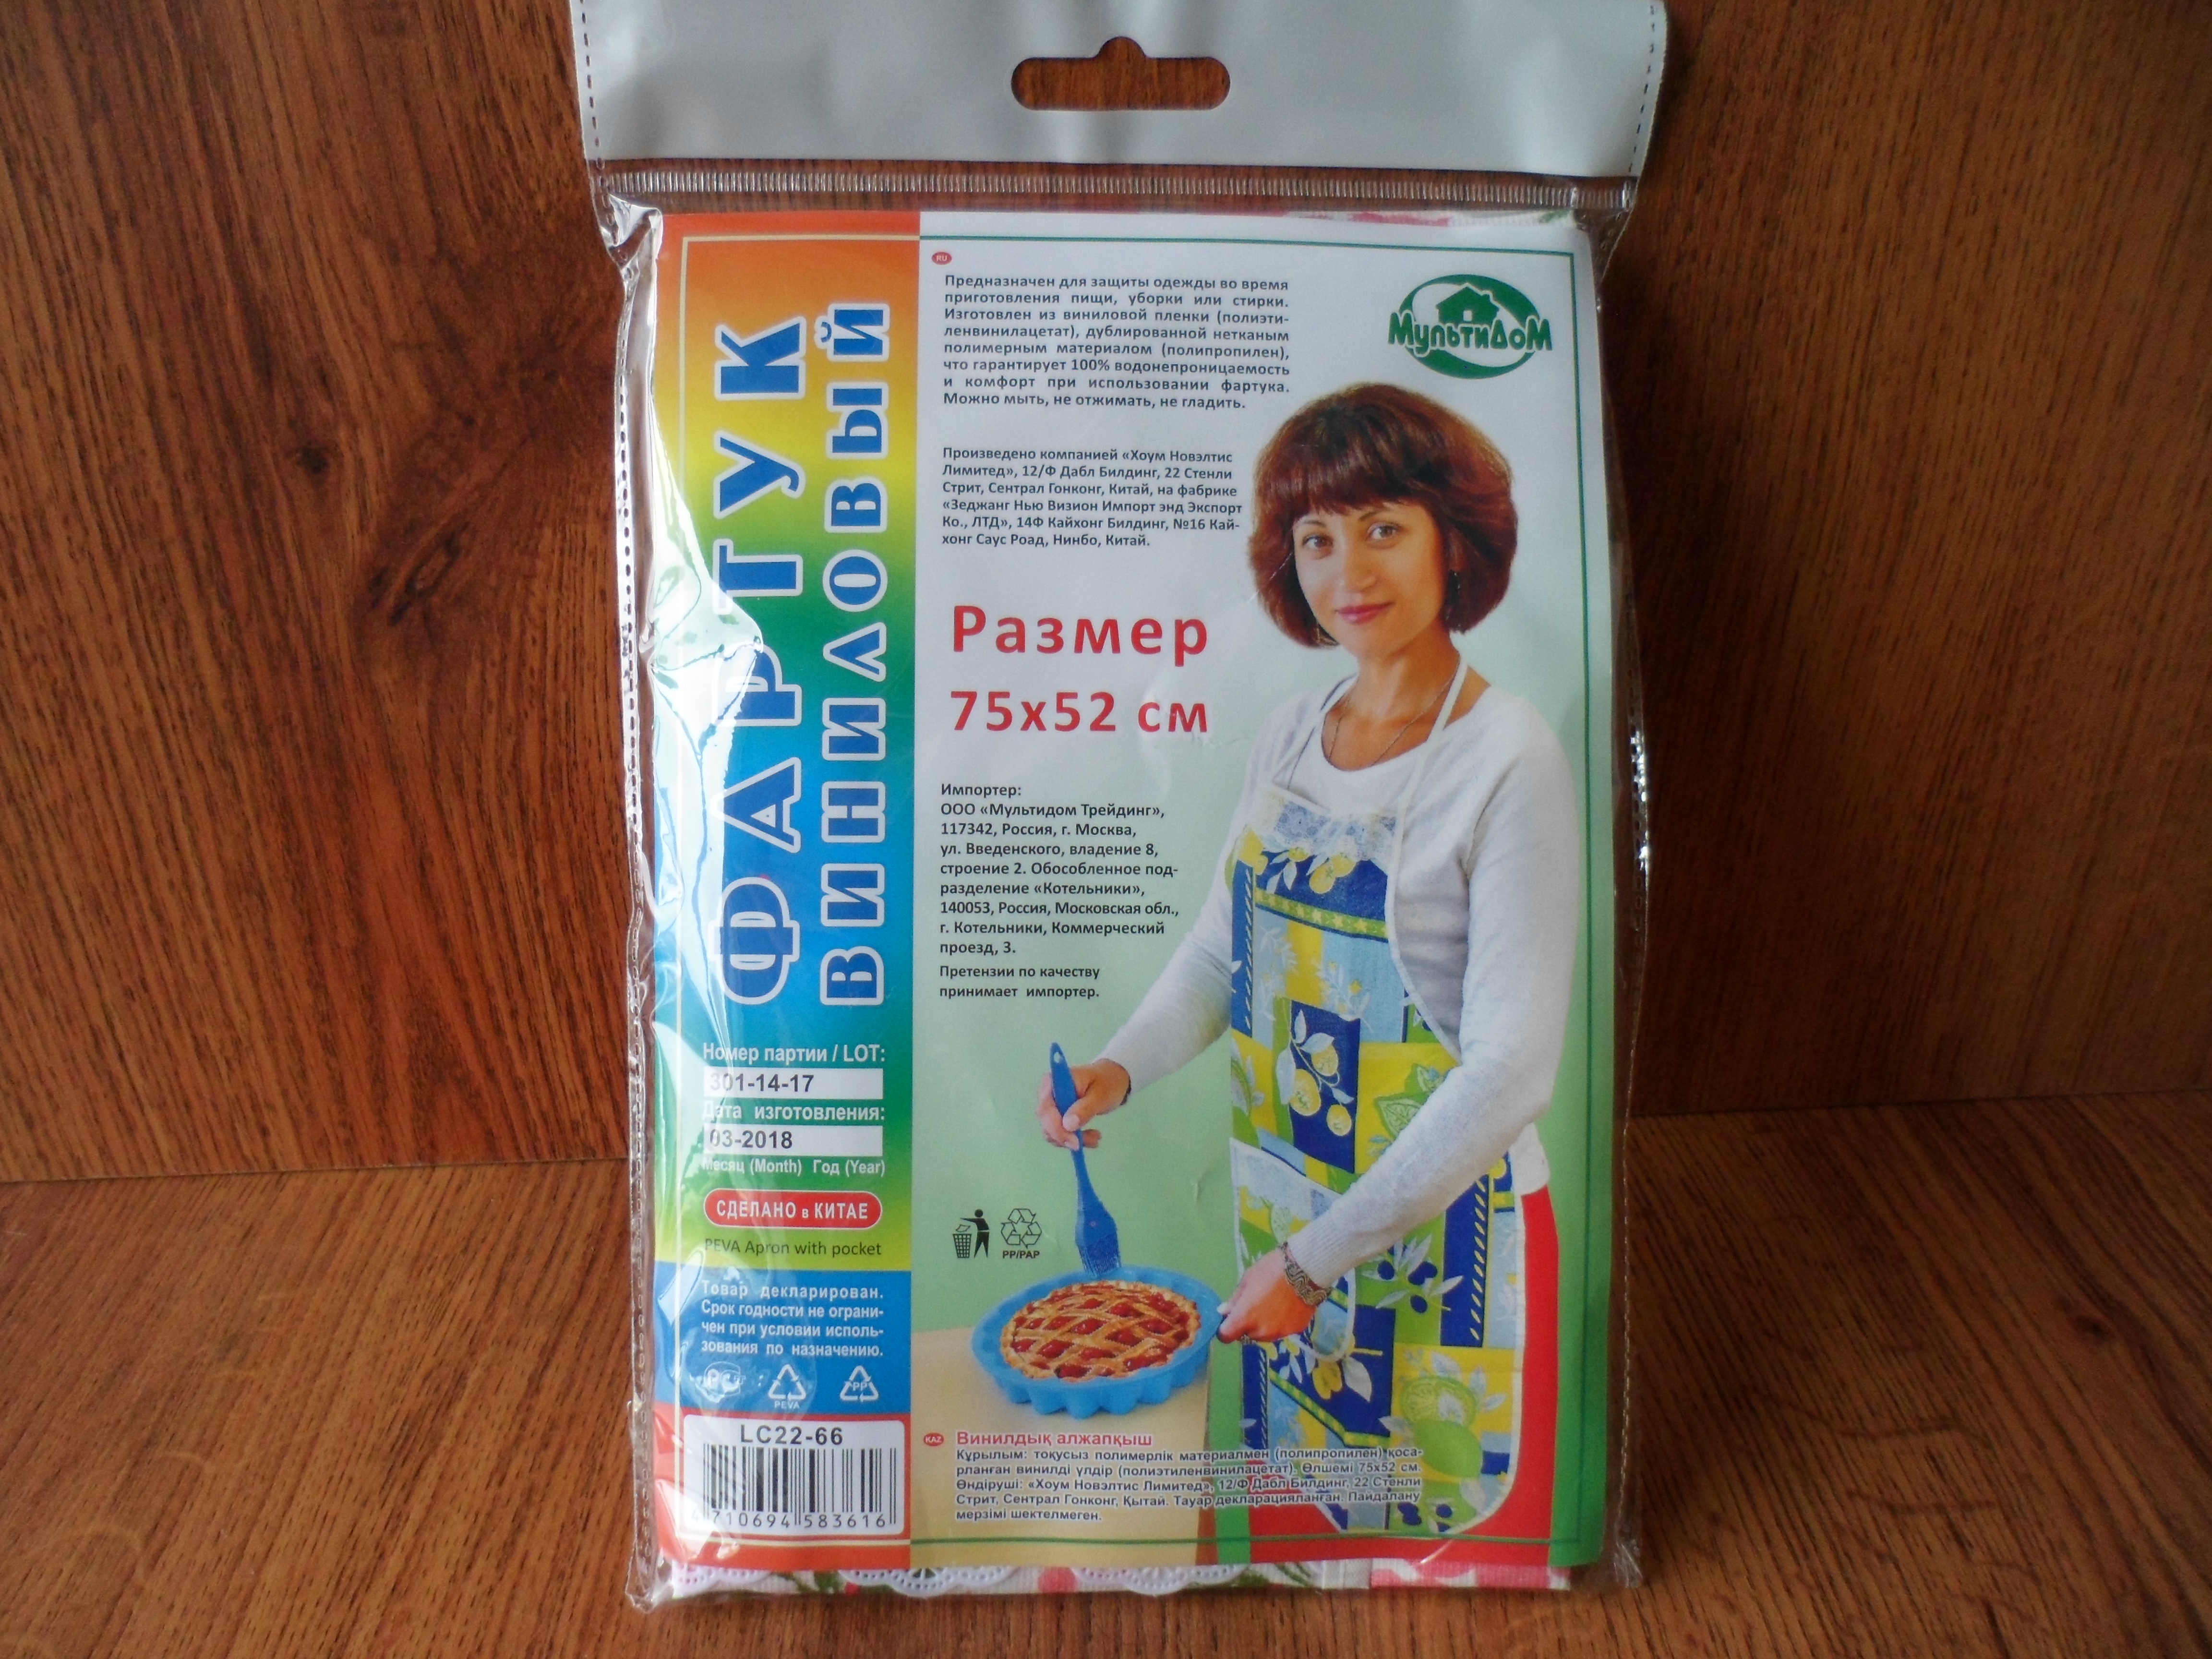 ФАРТУК
ВИНИЛОВЫЙ
Номер партии / LOT:
301-14-17
Дата изготовления:
03-2018
Месяц (Month) Год (Year)
СДЕЛАНО в КИТАЕ
PEVA Apron with pocket
Товар декларирован.
Срок годности не ограни-
чен при условии исполь-
зования по назначению.
PEVA
PP
LC22-66
4 710694 583616
RU
Предназначен для защиты одежды во время
приготовления пищи, уборки или стирки.
Изготовлен из виниловой пленки (полиэти-
ленвинилацетат), дублированной нетканым
полимерным материалом (полипропилен),
что гарантирует 100% водонепроницаемость
и комфорт при использовании фартука.
Можно мыть, не отжимать, не гладить.
МультиДоМ
Произведено компанией «Хоум Новэлтис
Лимитед», 12/Ф Дабл Билдинг, 22 Стенли
Стрит, Сентрал Гонконг, Китай, на фабрике
«Зеджанг Нью Визион Импорт энд Экспорт
Ко., ЛТД», 14Ф Кайхонг Билдинг, №16 Кай-
хонг Саус Роад, Нинбо, Китай.
Размер
75х52 см
Импортер:
ООО «Мультидом Трейдинг»,
117342, Россия, г. Москва,
ул. Введенского, владение 8,
строение 2. Обособленное под-
разделение «Котельники»,
140053, Россия, Московская обл.,
г. Котельники, Коммерческий
проезд, 3.
Претензии по качеству
принимает импортер.
PP/PAP
KAZ
Винилдық алжапқыш
Құрылым: тоқусыз полимерлік материалмен (полипропилен) қоса-
рланған винилді үлдір (полиэтиленвинилацетат). Өлшемі 75х52 см
Өндіруші: «Хоум Новэлтис Лимитед», 12/Ф Дабл Билдинг, 22 Стенли
Стрит, Сентрал Гонконг, Қытай. Тауар декларацияланған. Пайдалану
мерзімі шектелмеген.